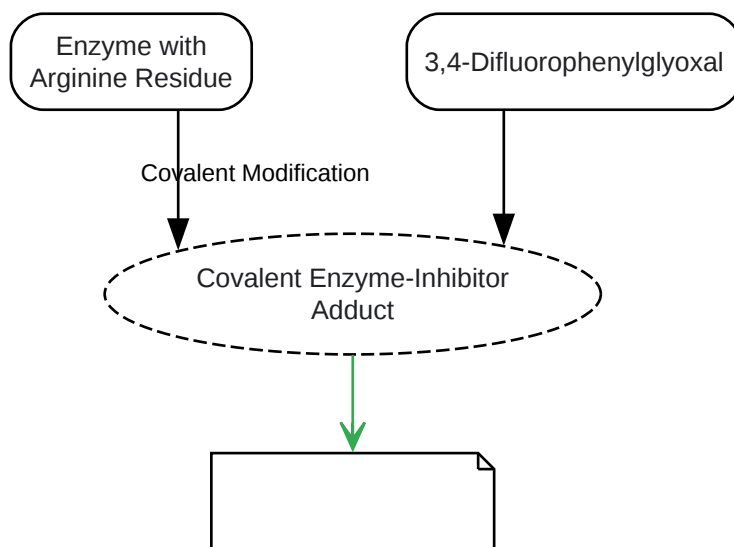 Enzyme with
Arginine Residue
3,4-Difluorophenylglyoxal
Covalent Modification
Covalent Enzyme-Inhibitor
Adduct